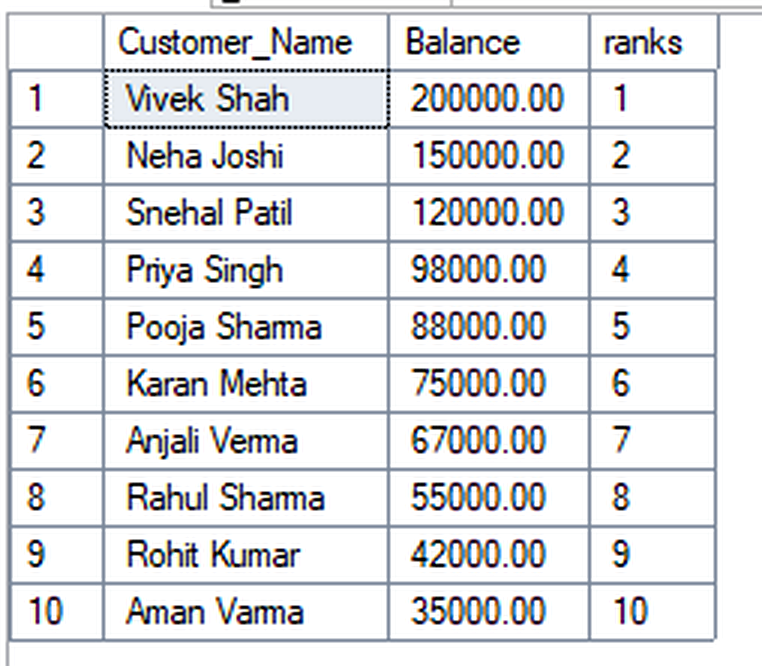 Customer_Name Balance ranks
1 Vivek Shah 200000.00 1
2 Neha Joshi 150000.00 2
3 Snehal Patil 120000.00 3
4 Priya Singh 98000.00 4
5 Pooja Sharma 88000.00 5
6 Karan Mehta 75000.00 6
7 Anjali Verma 67000.00 7
8 Rahul Sharma 55000.00 8
9 Rohit Kumar 42000.00 9
10 Aman Varma 35000.00 10